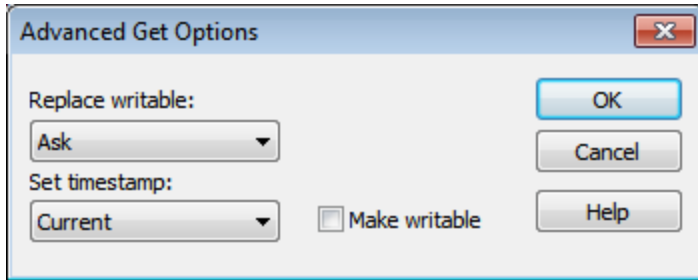 Advanced Get Options
Replace writable:
OK
Ask
Cancel
Set timestamp:
Current
Make writable
Help